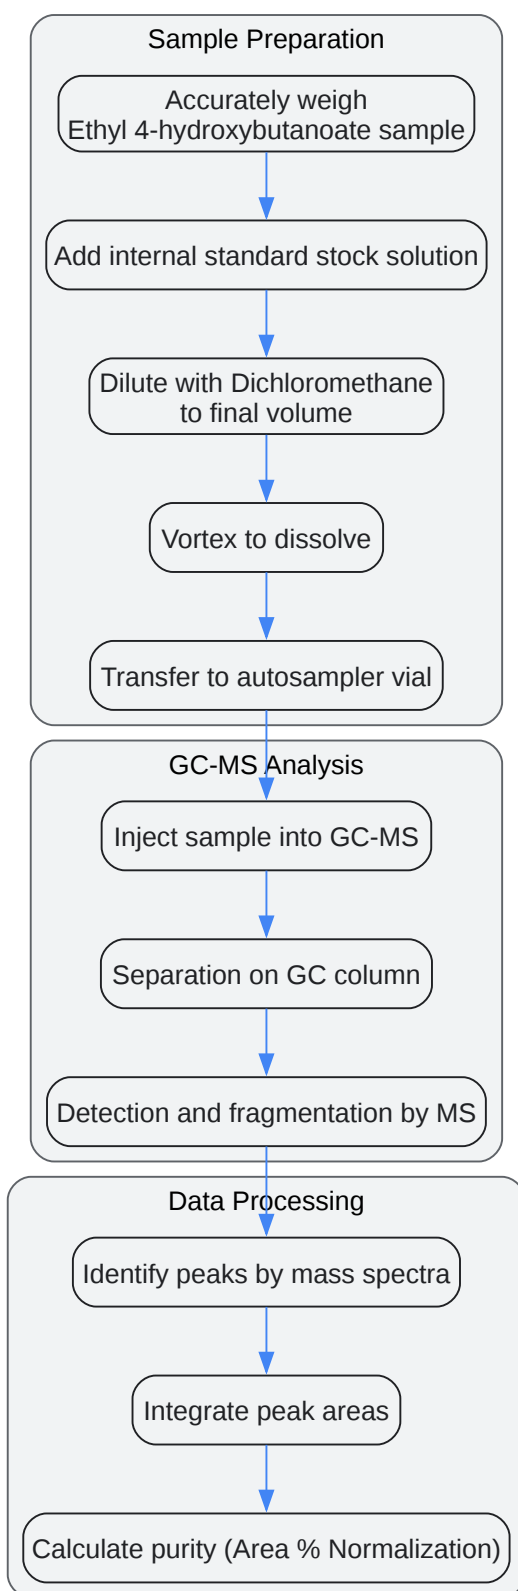 Sample Preparation
Accurately weigh
Ethyl 4-hydroxybutanoate sample
Add internal standard stock solution
Dilute with Dichloromethane
to final volume
Vortex to dissolve
Transfer to autosampler vial
GC-MS Analysis
Inject sample into GC-MS
Separation on GC column
Detection and fragmentation by MS
Data Processing
Identify peaks by mass spectra
Integrate peak areas
Calculate purity (Area % Normalization)